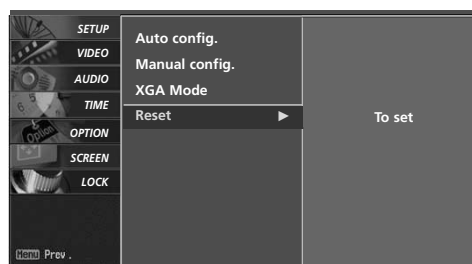 SETUP
VIDEO
AUDIO
TIME
OPTION
SCREEN
LOCK
Menu Prev.
Auto config.
Manual config.
XGA Mode
Reset ▶
To set